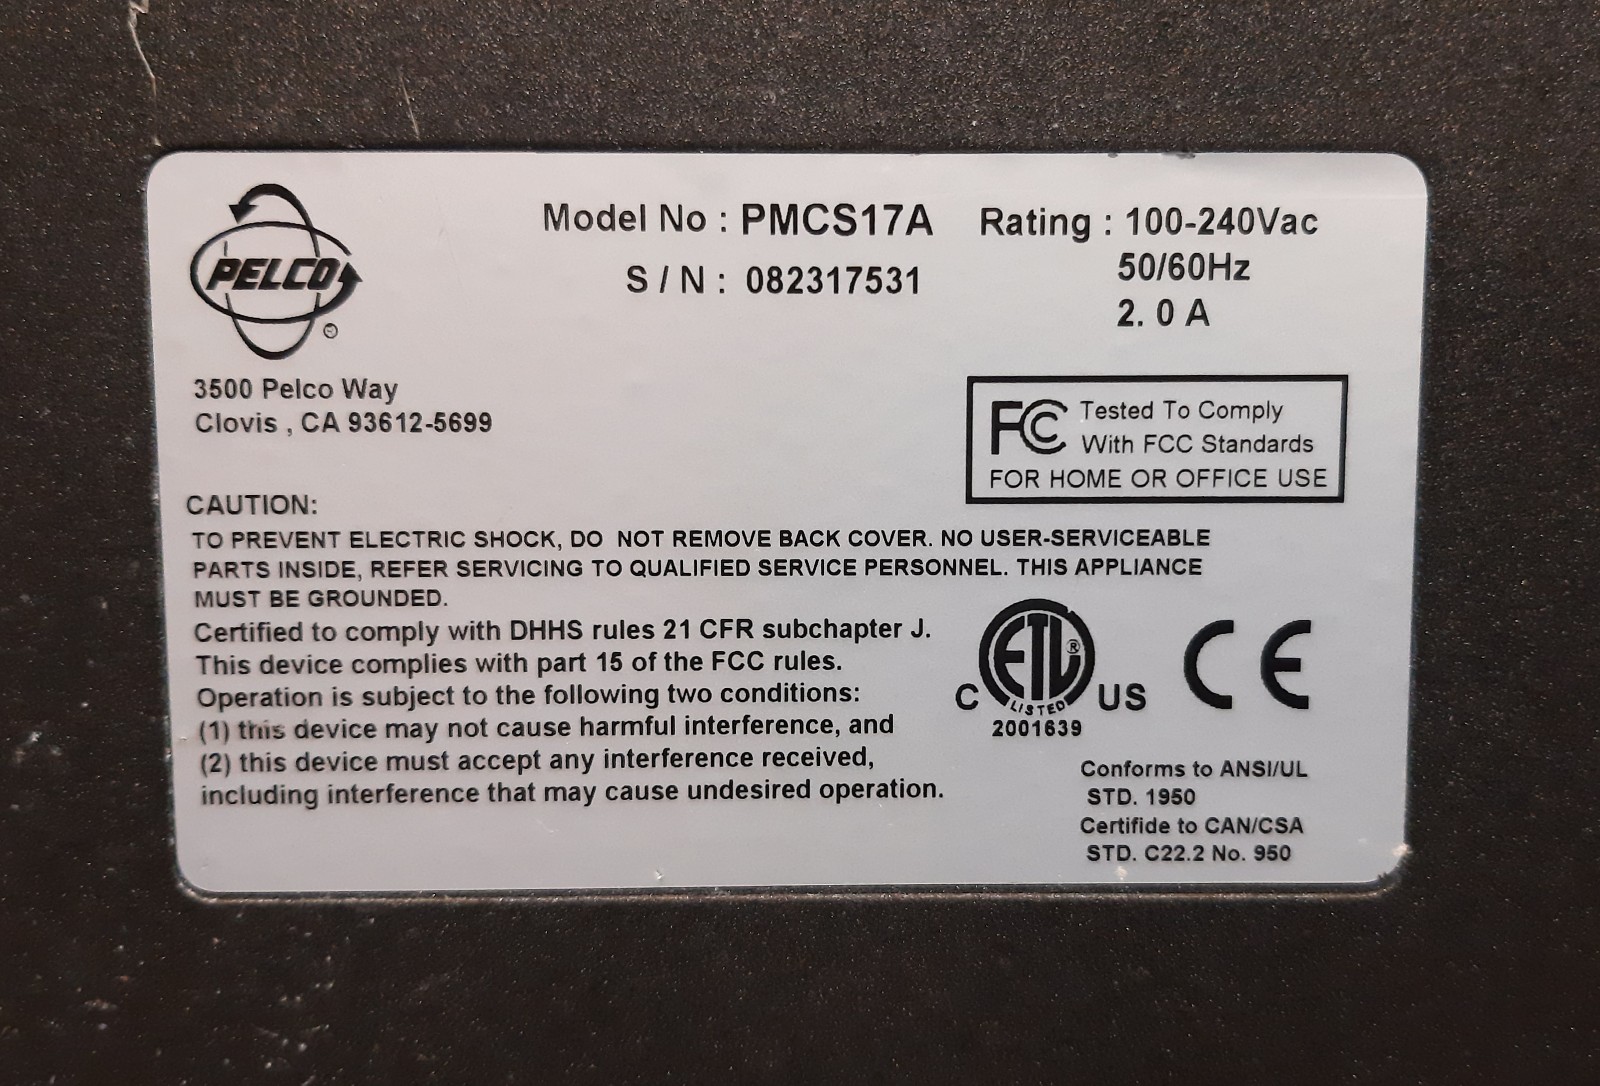 PELCO
®
Model No : PMCS17A
S / N : 082317531
Rating : 100-240Vac
50/60Hz
2. 0 A
3500 Pelco Way
Clovis , CA 93612-5699
FC Tested To Comply
With FCC Standards
FOR HOME OR OFFICE USE
CAUTION:
TO PREVENT ELECTRIC SHOCK, DO NOT REMOVE BACK COVER. NO USER-SERVICEABLE
PARTS INSIDE, REFER SERVICING TO QUALIFIED SERVICE PERSONNEL. THIS APPLIANCE
MUST BE GROUNDED.
Certified to comply with DHHS rules 21 CFR subchapter J.
This device complies with part 15 of the FCC rules.
Operation is subject to the following two conditions:
(1) this device may not cause harmful interference, and
(2) this device must accept any interference received,
including interference that may cause undesired operation.
C ETL® US
LISTED
2001639
CE
Conforms to ANSI/UL
STD. 1950
Certifide to CAN/CSA
STD. C22.2 No. 950